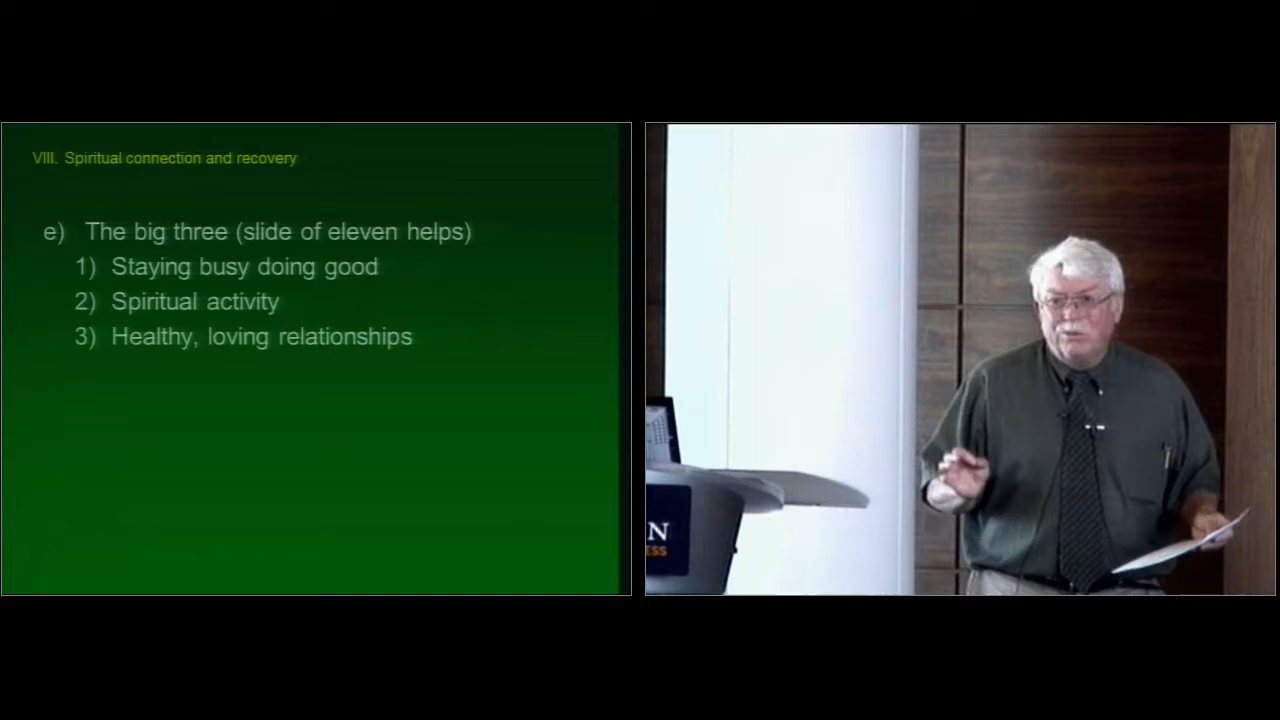 VIII. Spiritual connection and recovery
e) The big three (slide of eleven helps)
1) Staying busy doing good
2) Spiritual activity
3) Healthy, loving relationships
N
ESS